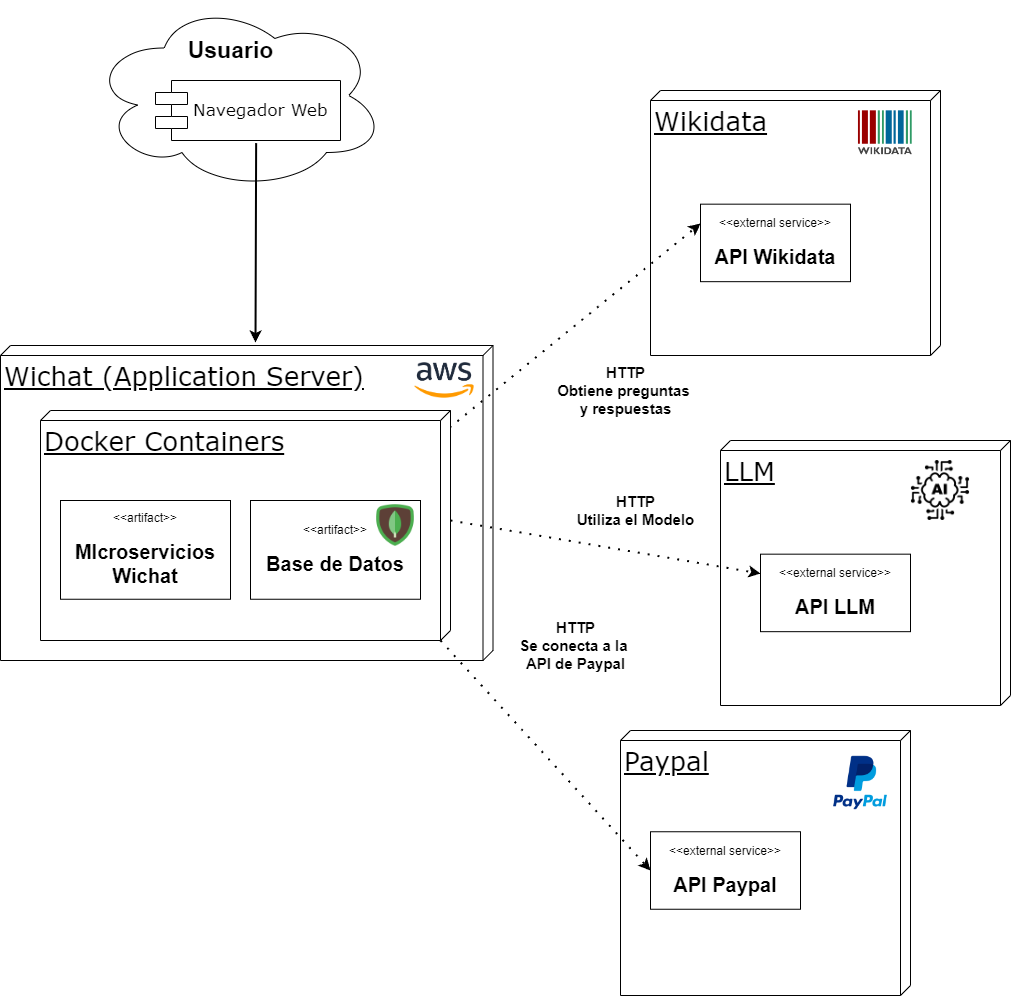 Usuario
Navegador Web
Wikidata
WIKIDATA
<<external service>>
API Wikidata
Wichat (Application Server)
aws
Docker Containers
<<artifact>>
MIcroservicios
Wichat
<<artifact>>
Base de Datos
HTTP
Obtiene preguntas
y respuestas
HTTP
Utiliza el Modelo
LLM
AI
<<external service>>
API LLM
HTTP
Se conecta a la
API de Paypal
Paypal
PayPal
<<external service>>
API Paypal